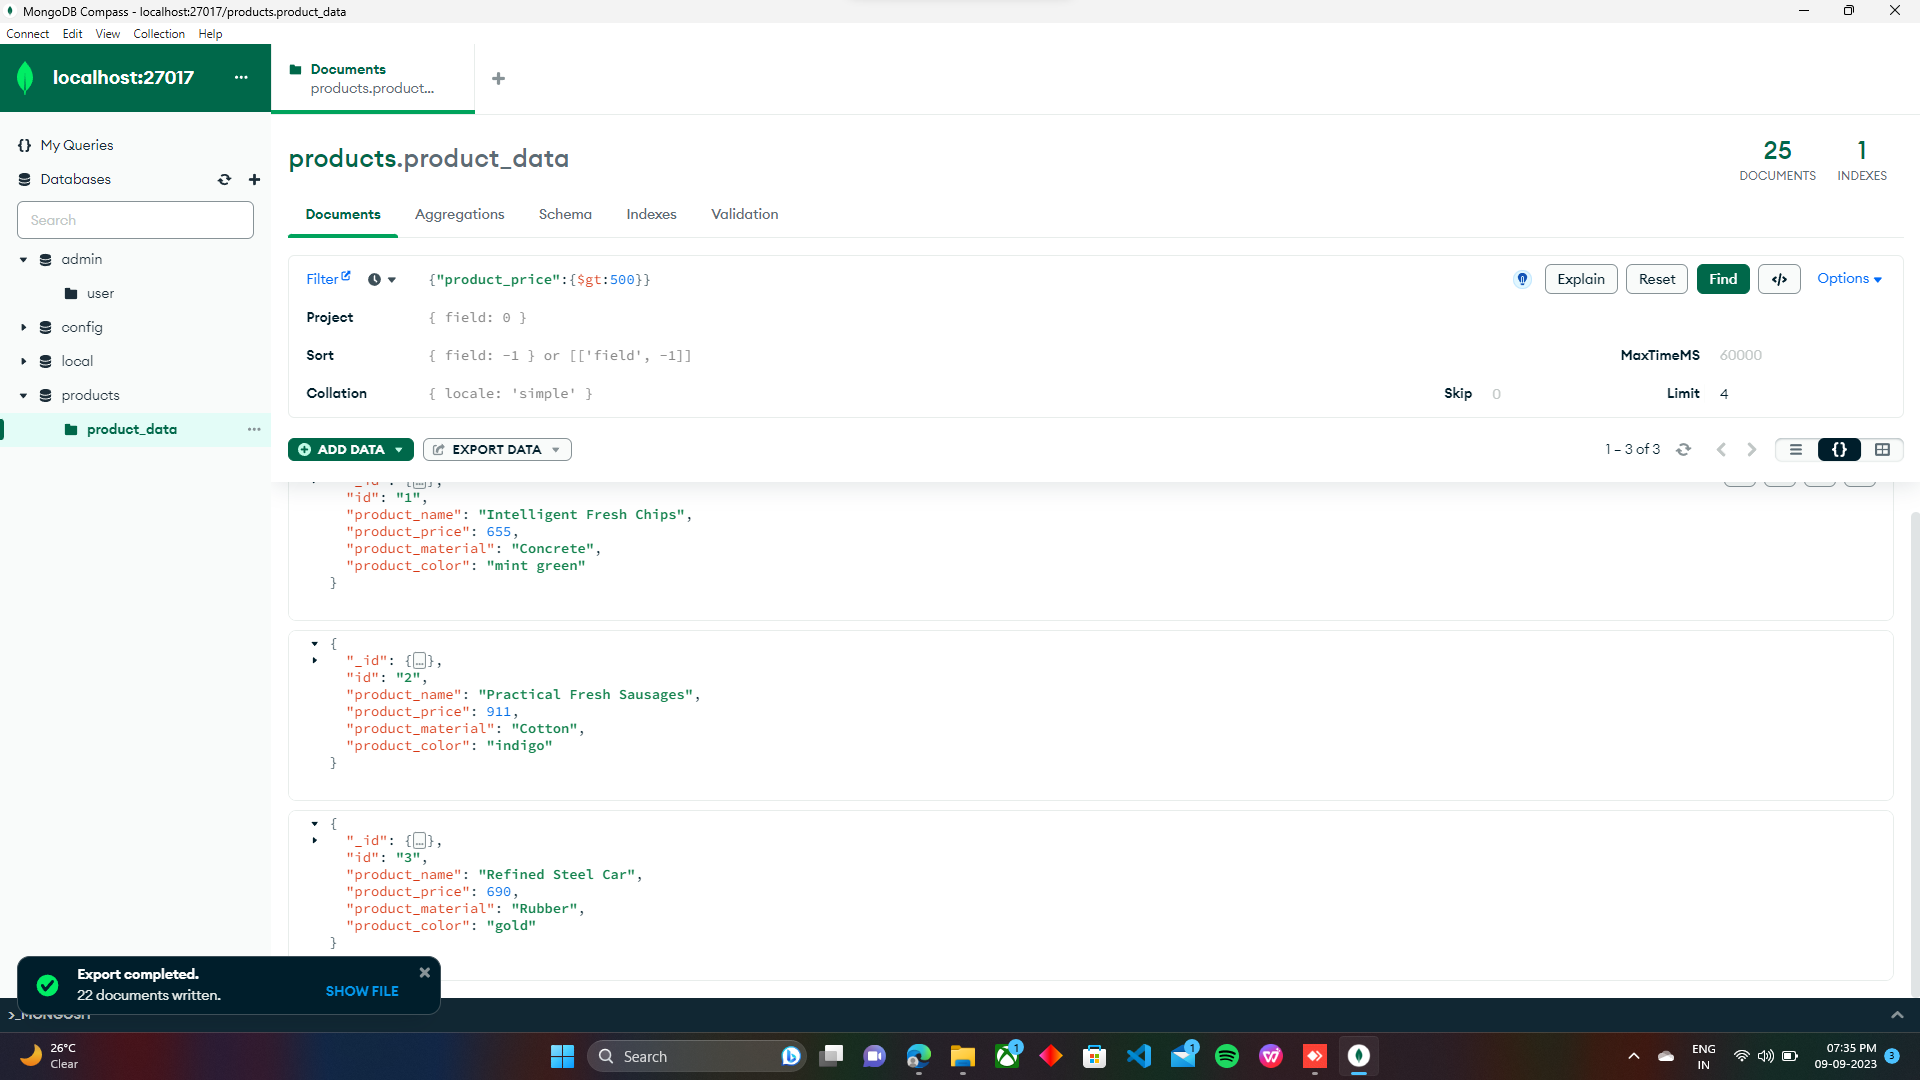 MongoDB Compass - localhost:27017/products.product_data
Connect Edit View Collection Help
localhost:27017
Documents
products.product...
My Queries
Databases
Search
admin
user
config
local
products
product_data
products.product_data
25
DOCUMENTS
1
INDEXES
Documents Aggregations Schema Indexes Validation
Filter {"product_price":{$gt:500}} Explain Reset Find </> Options
Project { field: 0 }
Sort { field: -1 } or [['field', -1]] MaxTimeMS 60000
Collation { locale: 'simple' } Skip 0 Limit 4
ADD DATA EXPORT DATA 1 – 3 of 3 {}
"_id": {…},
"id": "1",
"product_name": "Intelligent Fresh Chips",
"product_price": 655,
"product_material": "Concrete",
"product_color": "mint green"
}
{
"_id": {…},
"id": "2",
"product_name": "Practical Fresh Sausages",
"product_price": 911,
"product_material": "Cotton",
"product_color": "indigo"
}
{
"_id": {…},
"id": "3",
"product_name": "Refined Steel Car",
"product_price": 690,
"product_material": "Rubber",
"product_color": "gold"
}
Export completed.
22 documents written.
SHOW FILE
>_MONGOSH
26°C
Clear
Search
1
1
ENG
IN
07:35 PM
09-09-2023
3